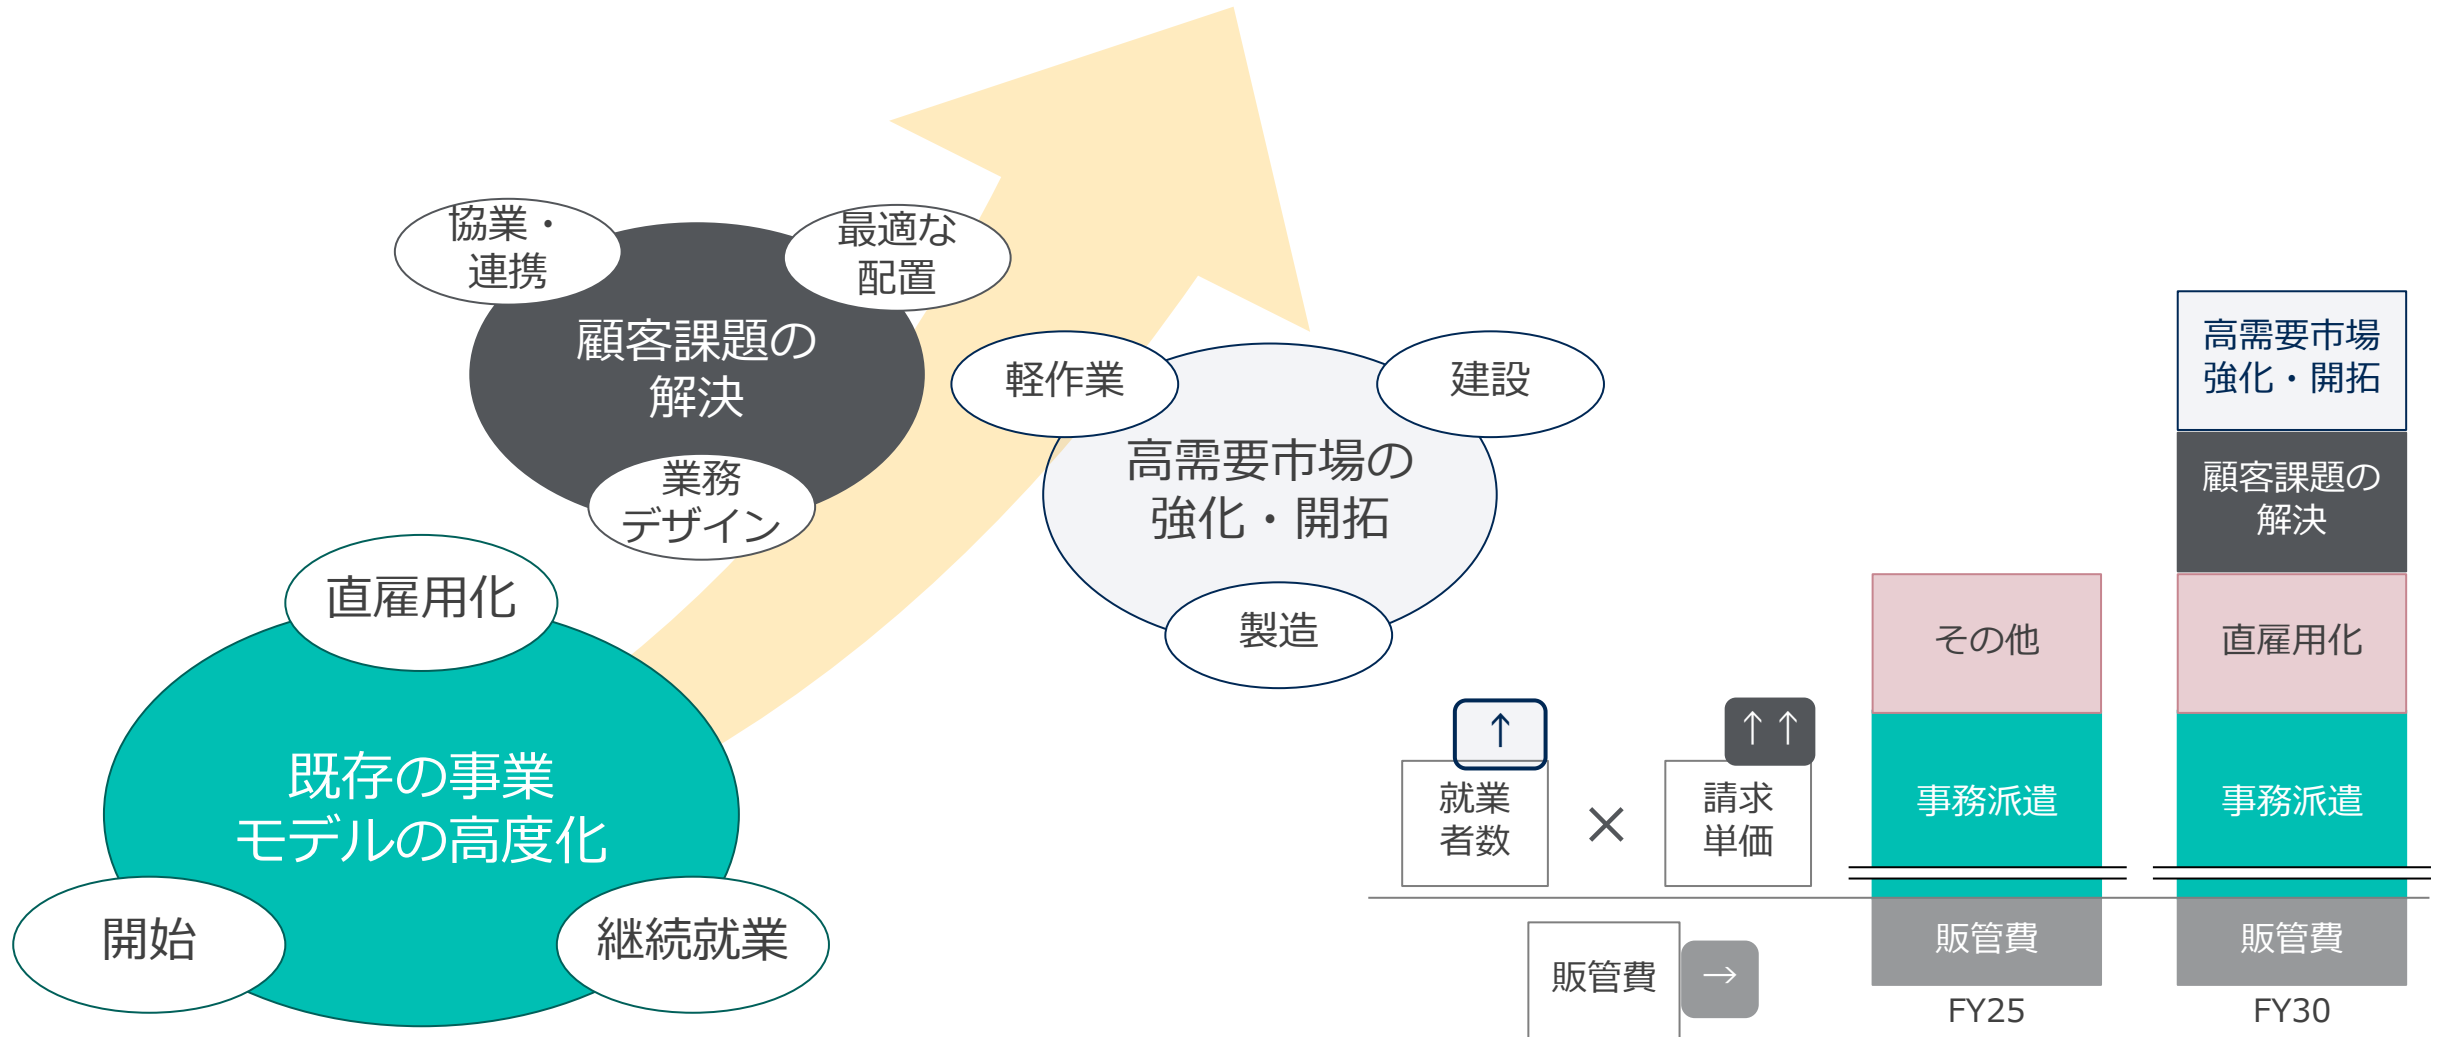 協業・
連携
最適な
配置
顧客課題の
解決
業務
デザイン
軽作業
建設
高需要市場の
強化・開拓
製造
直雇用化
既存の事業
モデルの高度化
開始
継続就業
↑
就業
者数
×
↑↑
請求
単価
販管費
→
その他
事務派遣
販管費
FY25
高需要市場
強化・開拓
顧客課題の
解決
直雇用化
事務派遣
販管費
FY30